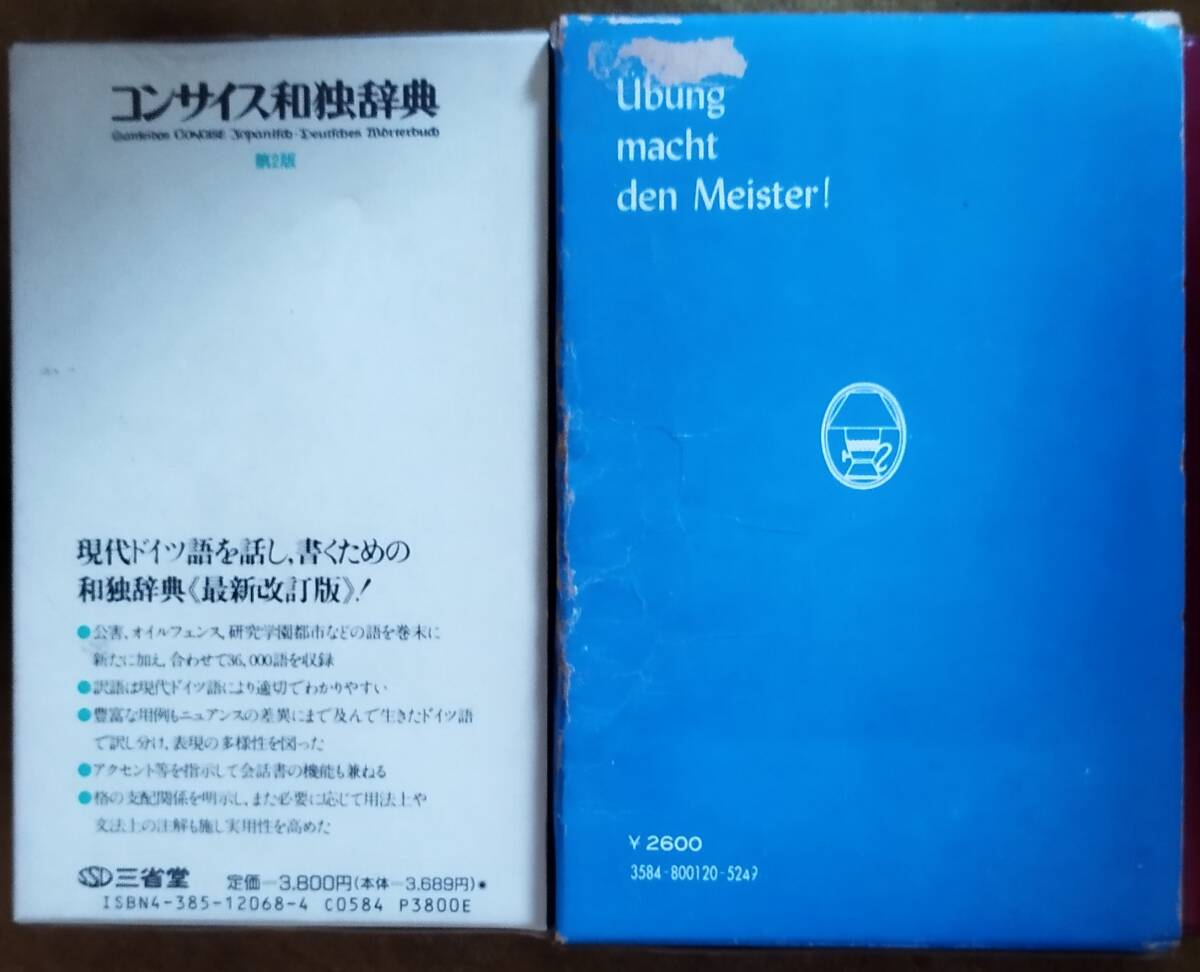 コンサイス和独辞典
Sanseidos CONCISE Japanisch-Deutsches Wörterbuch
第2版
現代ドイツ語を話し、書くための
和独辞典《最新改訂版》!
●公害、オイルフェンス、研究学園都市などの語を巻末に
新たに加え、合わせて36,000語を収録
●訳語は現代ドイツ語により適切でわかりやすい
●豊富な用例もニュアンスの差異にまで及んで生きたドイツ語
で訳し分け、表現の多様性を図った
●アクセント等を指示して会話書の機能も兼ねる
●格の支配関係を明示し、また必要に応じて用法上や
文法上の注解も施し実用性を高めた
SSD三省堂 定価=3,800円(本体=3,689円)●
ISBN4-385-12068-4 C0584 P3800E
Übung
macht
den Meister!
¥2600
3584-800120-5249